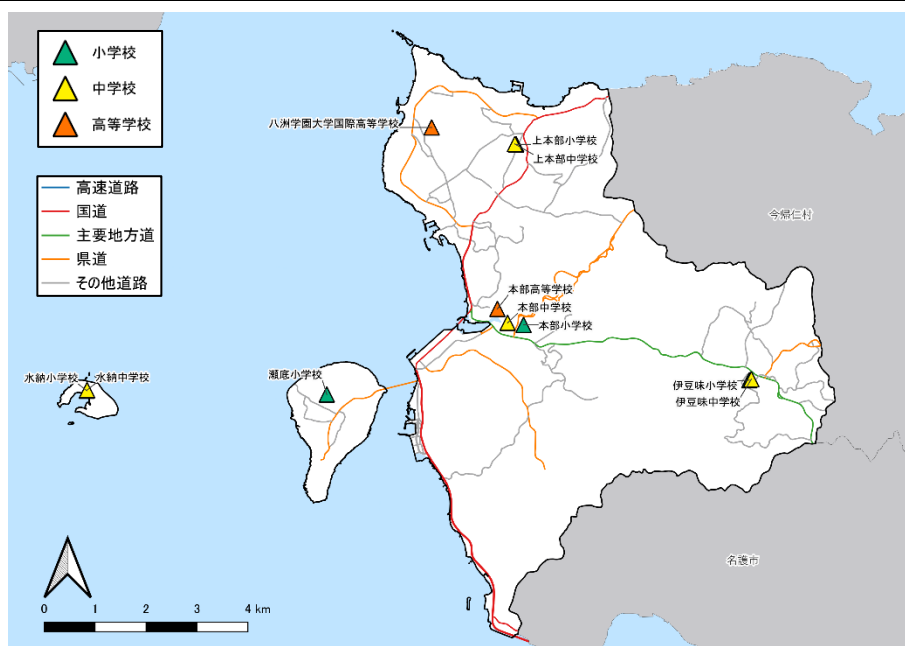 小学校
中学校
高等学校
高速道路
国道
主要地方道
県道
その他道路
八洲学園大学国際高等学校
上本部小学校
上本部中学校
今帰仁村
本部高等学校
本部中学校
本部小学校
水納小学校
水納中学校
瀬底小学校
伊豆味小学校
伊豆味中学校
名護市
0 1 2 3 4 km